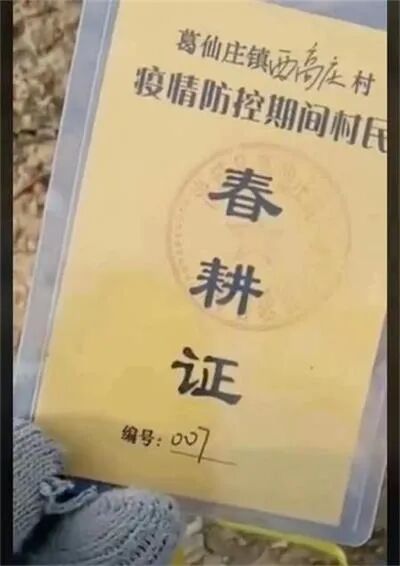 葛仙庄镇西高庄村
疫情防控期间村民
春
耕
证
编号：007